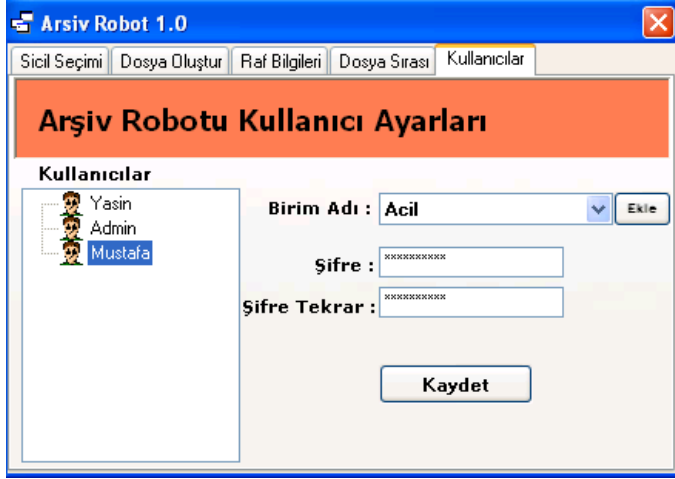 Arsiv Robot 1.0
Sicil Seçimi Dosya Oluştur Raf Bilgileri Dosya Sırası Kullanıcılar
Arşiv Robotu Kullanıcı Ayarları
Kullanıcılar
Yasin
Admin
Mustafa
Birim Adı : Acil Ekle
Şifre : **********
Şifre Tekrar : **********
Kaydet